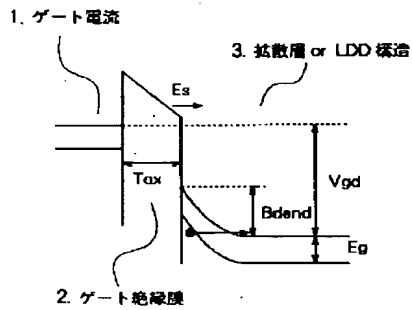 1. ゲート電流
3. 拡散層 or LDD 構造
Es
Tox
Vgd
Bdend
Eg
2. ゲート絶縁膜